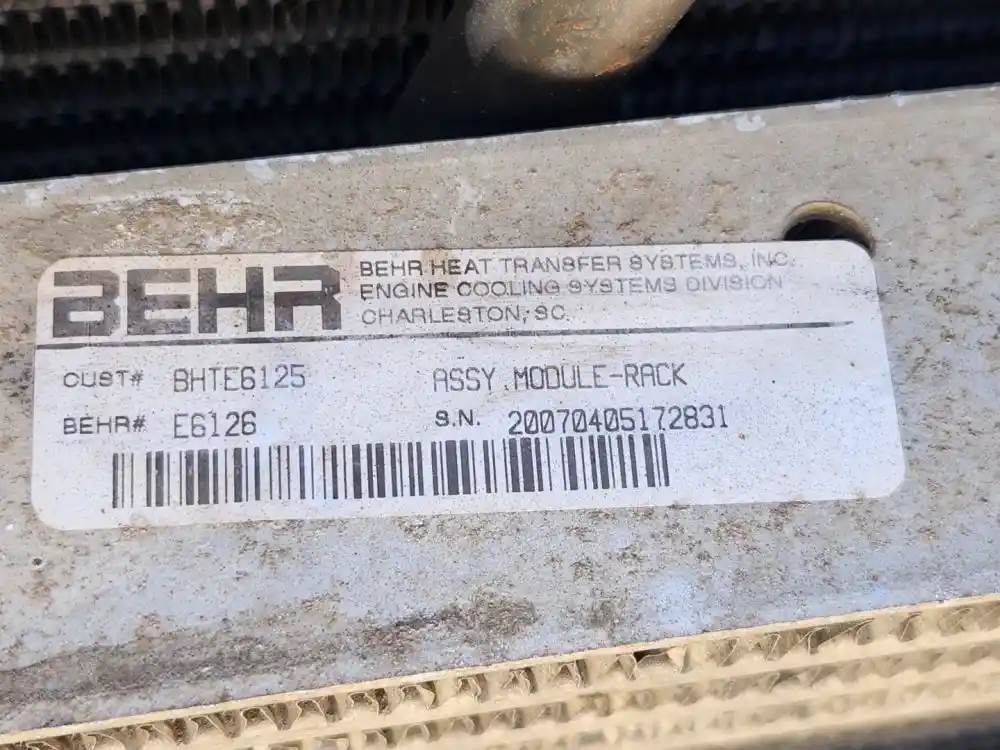 BEHR
BEHR HEAT TRANSFER SYSTEMS, INC.
ENGINE COOLING SYSTEMS DIVISION
CHARLESTON, SC.
CUST# BHTE6125 ASSY.MODULE-RACK
BEHR# E6126 S.N. 20070405172831